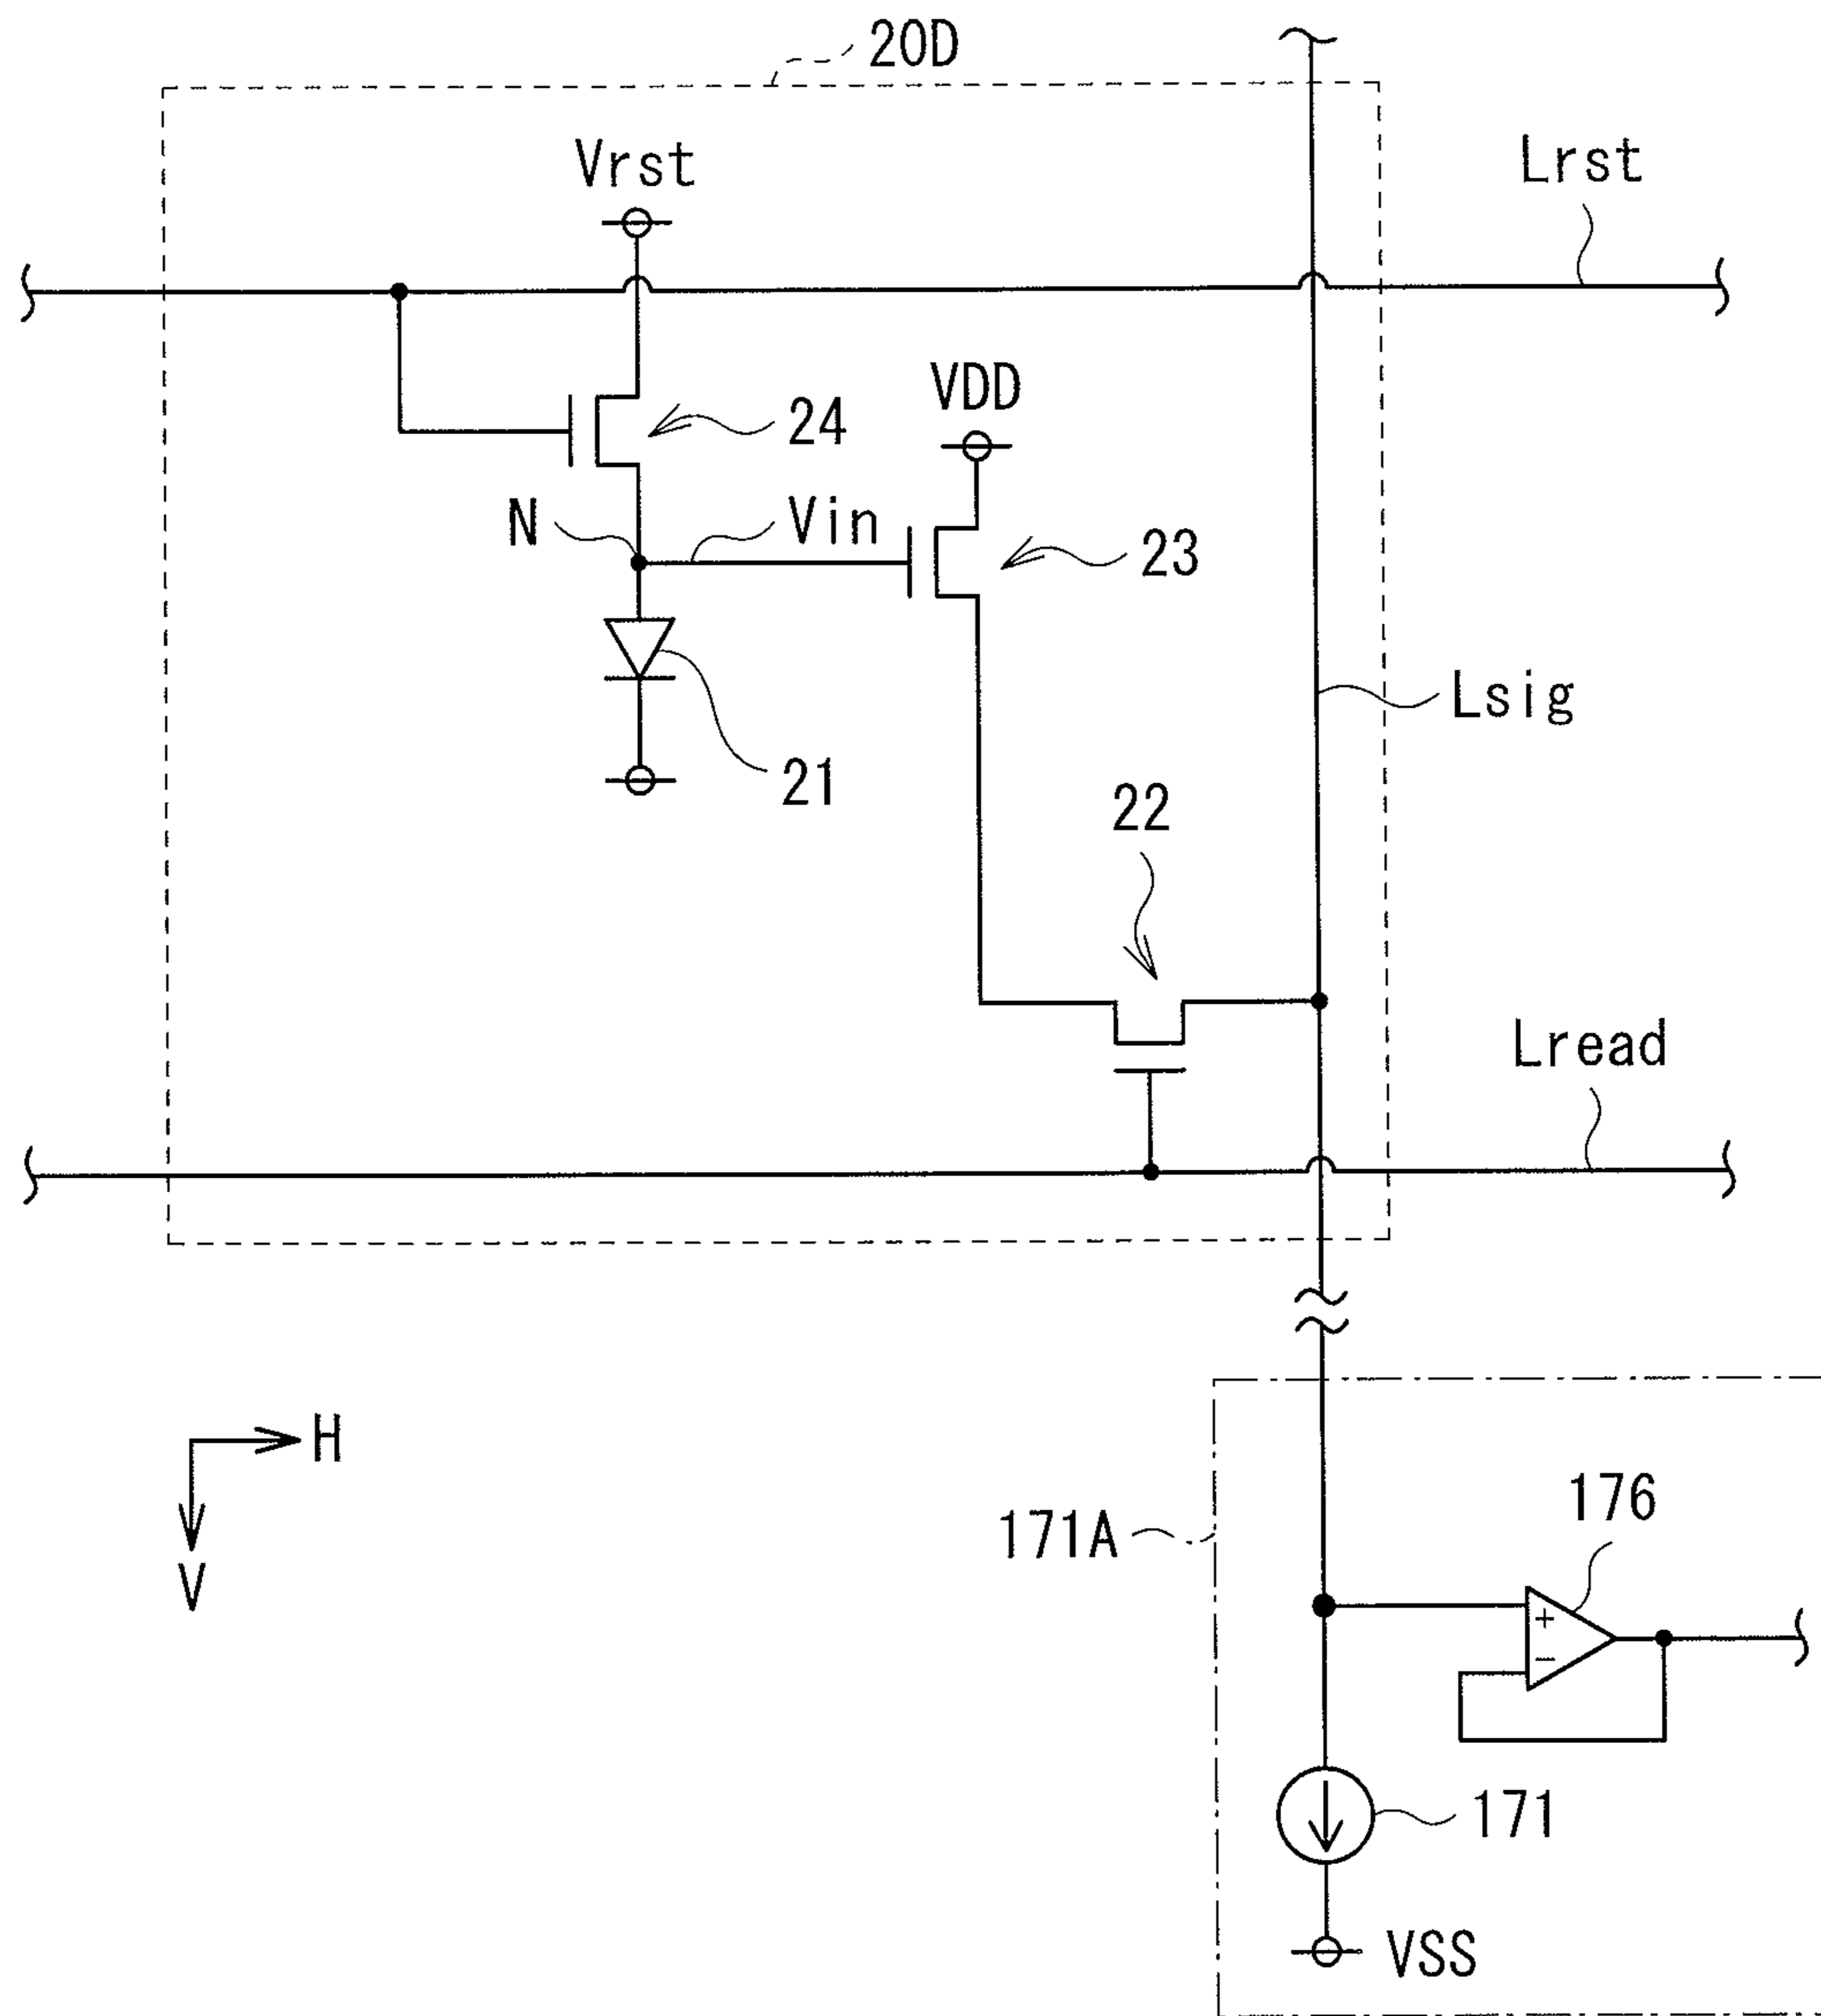 20D
Vrst
Lrst
VDD
24
N
Vin
23
Lsig
21
22
Lread
H
V
171A
176
+
−
171
VSS